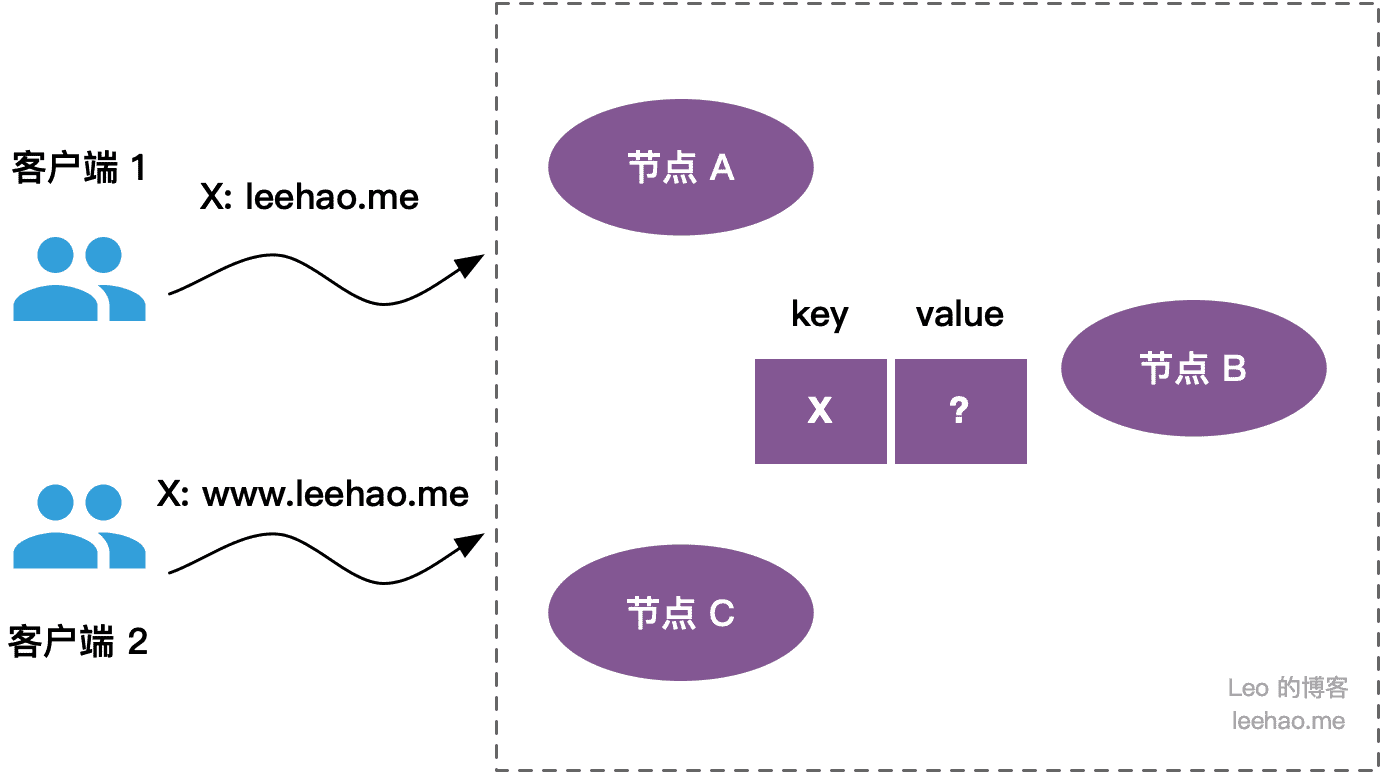 客户端 1
X: leehao.me
节点 A
key
value
X
?
节点 B
X: www.leehao.me
客户端 2
节点 C
Leo 的博客
leehao.me